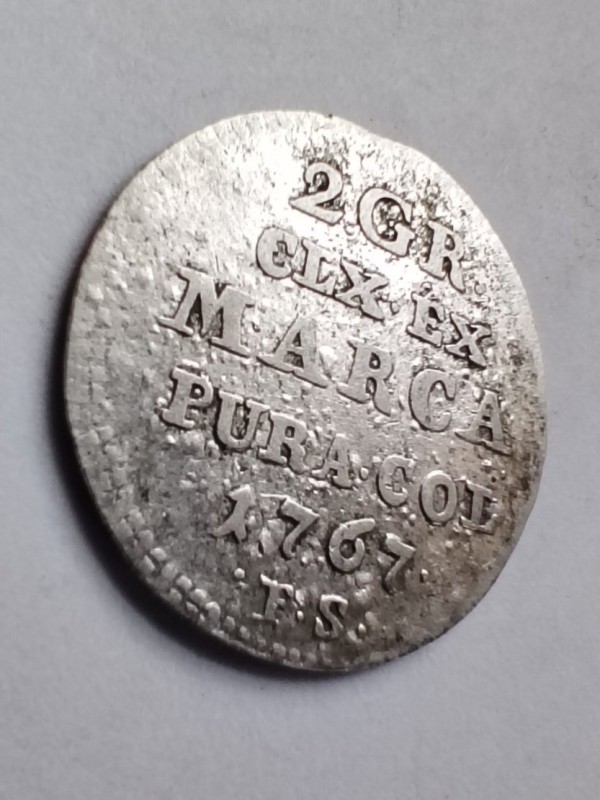 2.GR.
CLX.EX
MARCA
PURA.COL
1767.
.F.S.